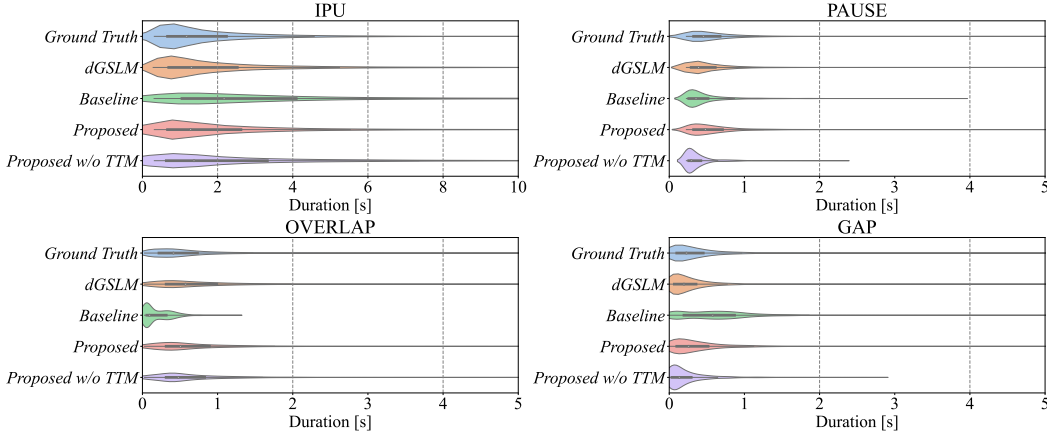 IPU
Ground Truth
dGSLM
Baseline
Proposed
Proposed w/o TTM
0 2 4 6 8 10
Duration [s]
PAUSE
Ground Truth
dGSLM
Baseline
Proposed
Proposed w/o TTM
0 1 2 3 4 5
Duration [s]
OVERLAP
Ground Truth
dGSLM
Baseline
Proposed
Proposed w/o TTM
0 1 2 3 4 5
Duration [s]
GAP
Ground Truth
dGSLM
Baseline
Proposed
Proposed w/o TTM
0 1 2 3 4 5
Duration [s]